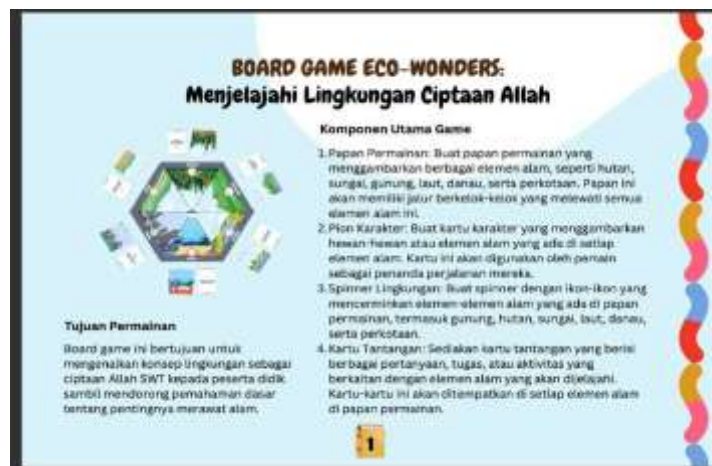 BOARD GAME ECO-WONDERS:
Menjelajahi Lingkungan Ciptaan Allah
Komponen Utama Game
1. Papan Permainan: Buat papan permainan yang
menggambarkan berbagai elemen alam, seperti hutan,
sungai, gunung, laut, danau, serta perkotaan. Papan ini
akan memiliki jalur berkelok-kelok yang melewati semua
elemen alam ini.
2. Pion Karakter: Buat kartu karakter yang menggambarkan
hewan-hewan atau elemen alam yang ada di setiap
elemen alam. Kartu ini akan digunakan oleh pemain
sebagai penanda perjalanan mereka.
3. Spinner Lingkungan: Buat spinner dengan ikon-ikon yang
mencerminkan elemen-elemen alam yang ada di papan
permainan, termasuk gunung, hutan, sungai, laut, danau,
serta perkotaan.
4. Kartu Tantangan: Sediakan kartu tantangan yang berisi
berbagai pertanyaan, tugas, atau aktivitas yang
berkaitan dengan elemen alam yang akan dijelajahi.
Kartu-kartu ini akan ditempatkan di setiap elemen alam
di papan permainan.
Tujuan Permainan
Board game ini bertujuan untuk
mengenalkan konsep lingkungan sebagai
ciptaan Allah SWT kepada peserta didik
sambil mendorong pemahaman dasar
tentang pentingnya merawat alam.
1